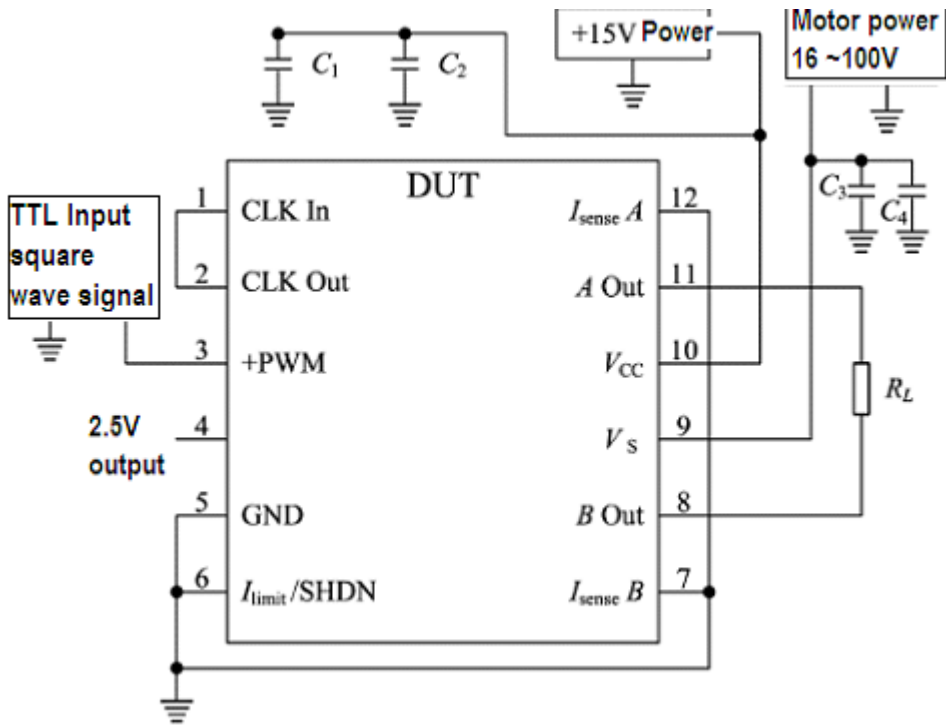 +15V Power
Motor power
16 ~100V
C1
C2
C3
C4
DUT
TTL Input
square
wave signal
1
CLK In
2
CLK Out
3
+PWM
2.5V
output
4
5
GND
6
Ilimit/SHDN
Isense A
12
A Out
11
VCC
10
VS
9
B Out
8
Isense B
7
RL